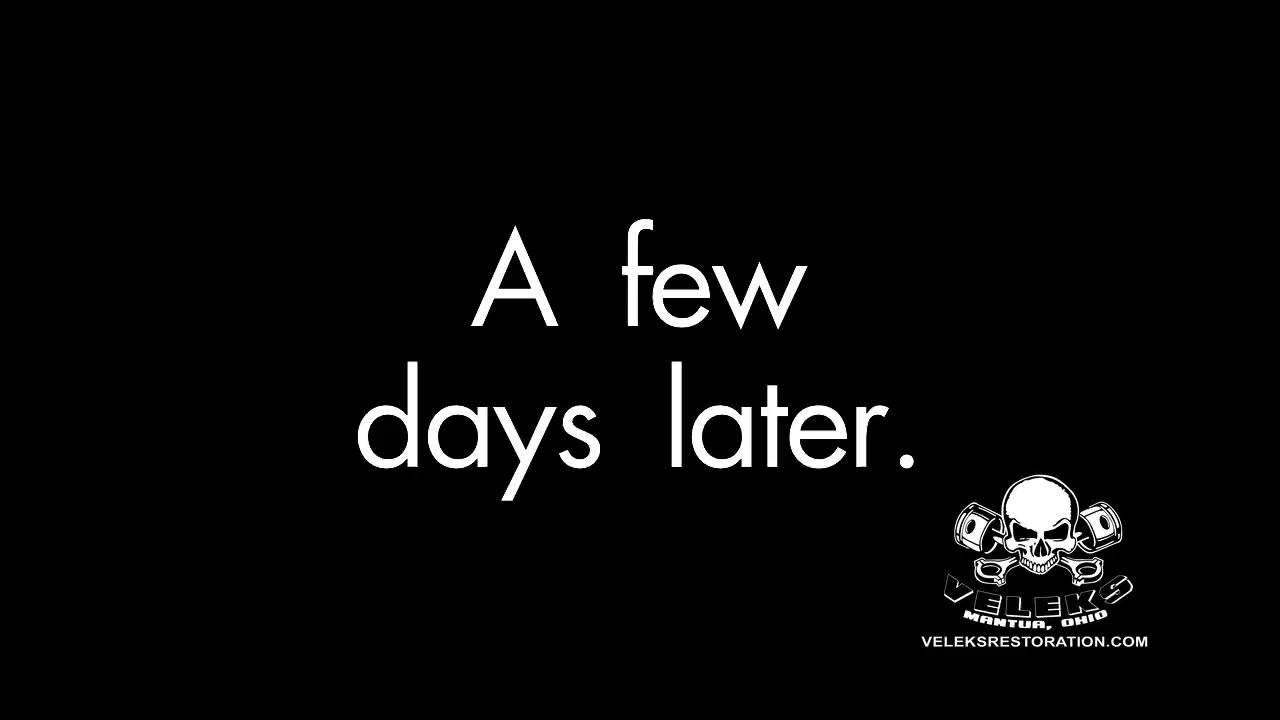 A few
days later.
VELEKS
MANTUA, OHIO
VELEKSRESTORATION.COM